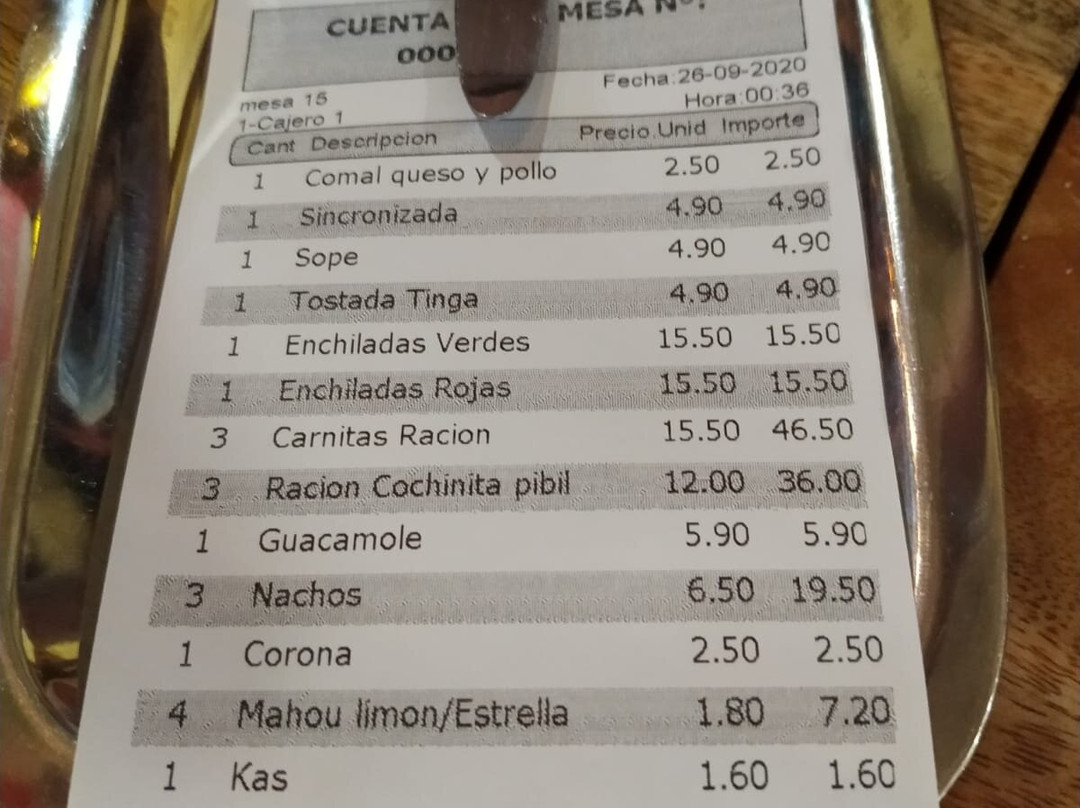 CUENTA MESA Nº:
000
Fecha:26-09-2020
mesa 15 Hora:00:36
1-Cajero 1
Cant Descripcion Precio.Unid Importe
1 Comal queso y pollo 2.50 2.50
1 Sincronizada 4.90 4.90
1 Sope 4.90 4.90
1 Tostada Tinga 4.90 4.90
1 Enchiladas Verdes 15.50 15.50
1 Enchiladas Rojas 15.50 15.50
3 Carnitas Racion 15.50 46.50
3 Racion Cochinita pibil 12.00 36.00
1 Guacamole 5.90 5.90
3 Nachos 6.50 19.50
1 Corona 2.50 2.50
4 Mahou limon/Estrella 1.80 7.20
1 Kas 1.60 1.60